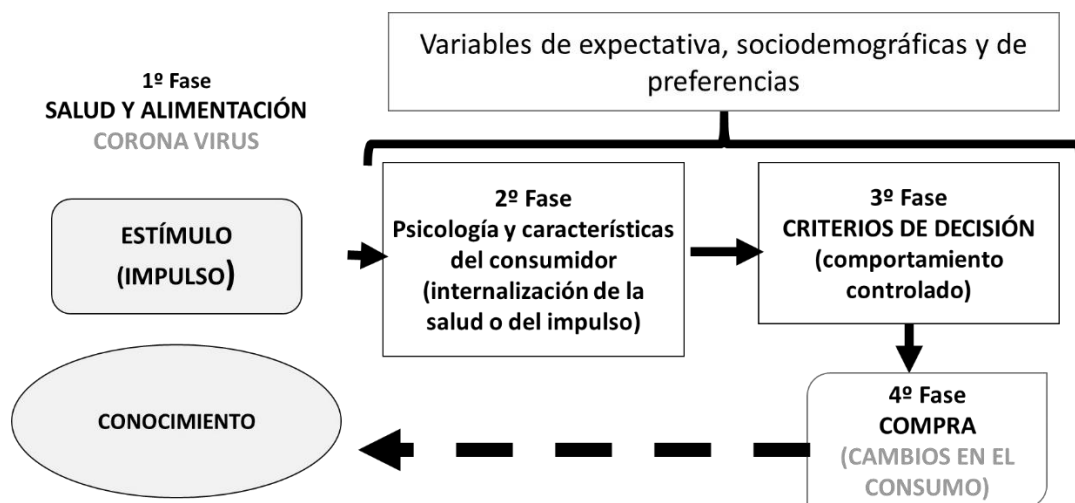 Variables de expectativa, sociodemográficas y de
preferencias
1º Fase
SALUD Y ALIMENTACIÓN
CORONA VIRUS
ESTÍMULO
(IMPULSO)
2º Fase
Psicología y características
del consumidor
(internalización de la
salud o del impulso)
3º Fase
CRITERIOS DE DECISIÓN
(comportamiento
controlado)
4º Fase
COMPRA
(CAMBIOS EN EL
CONSUMO)
CONOCIMIENTO